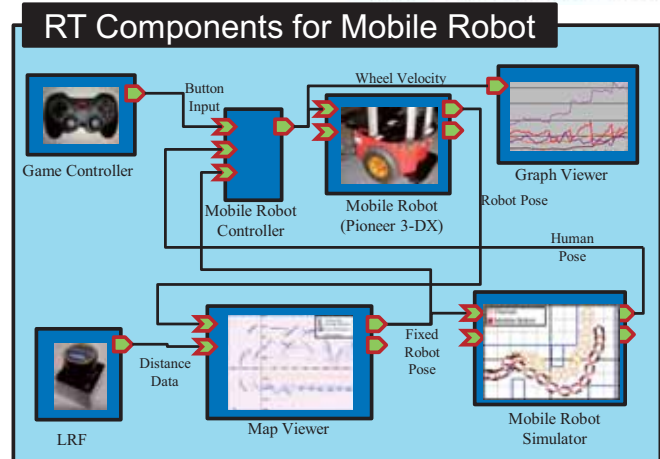 RT Components for Mobile Robot
Button
Input
Wheel Velocity
Game Controller
Mobile Robot
Controller
Mobile Robot
(Pioneer 3-DX)
Graph Viewer
Robot Pose
Human
Pose
Distance
Data
Fixed
Robot
Pose
LRF
Map Viewer
Mobile Robot
Simulator